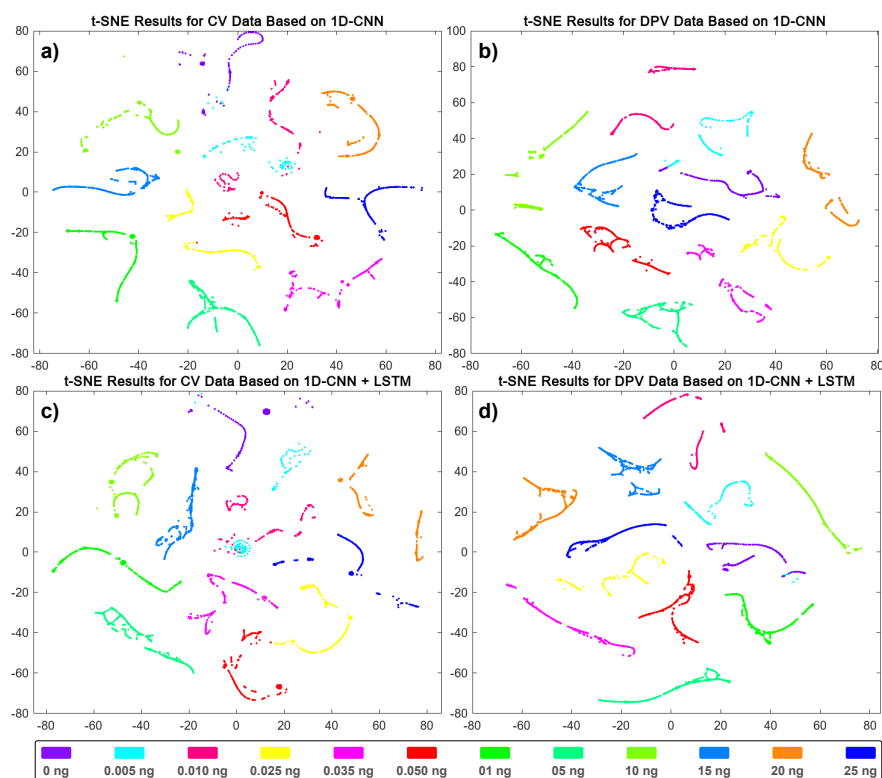 t-SNE Results for CV Data Based on 1D-CNN
a)
80
60
40
20
0
-20
-40
-60
-80
-80 -60 -40 -20 0 20 40 60 80
t-SNE Results for DPV Data Based on 1D-CNN
b)
100
80
60
40
20
0
-20
-40
-60
-80
-80 -60 -40 -20 0 20 40 60 80
t-SNE Results for CV Data Based on 1D-CNN + LSTM
c)
80
60
40
20
0
-20
-40
-60
-80
-80 -60 -40 -20 0 20 40 60 80
t-SNE Results for DPV Data Based on 1D-CNN + LSTM
d)
80
60
40
20
0
-20
-40
-60
-80
-80 -60 -40 -20 0 20 40 60 80
0 ng 0.005 ng 0.010 ng 0.025 ng 0.035 ng 0.050 ng 01 ng 05 ng 10 ng 15 ng 20 ng 25 ng